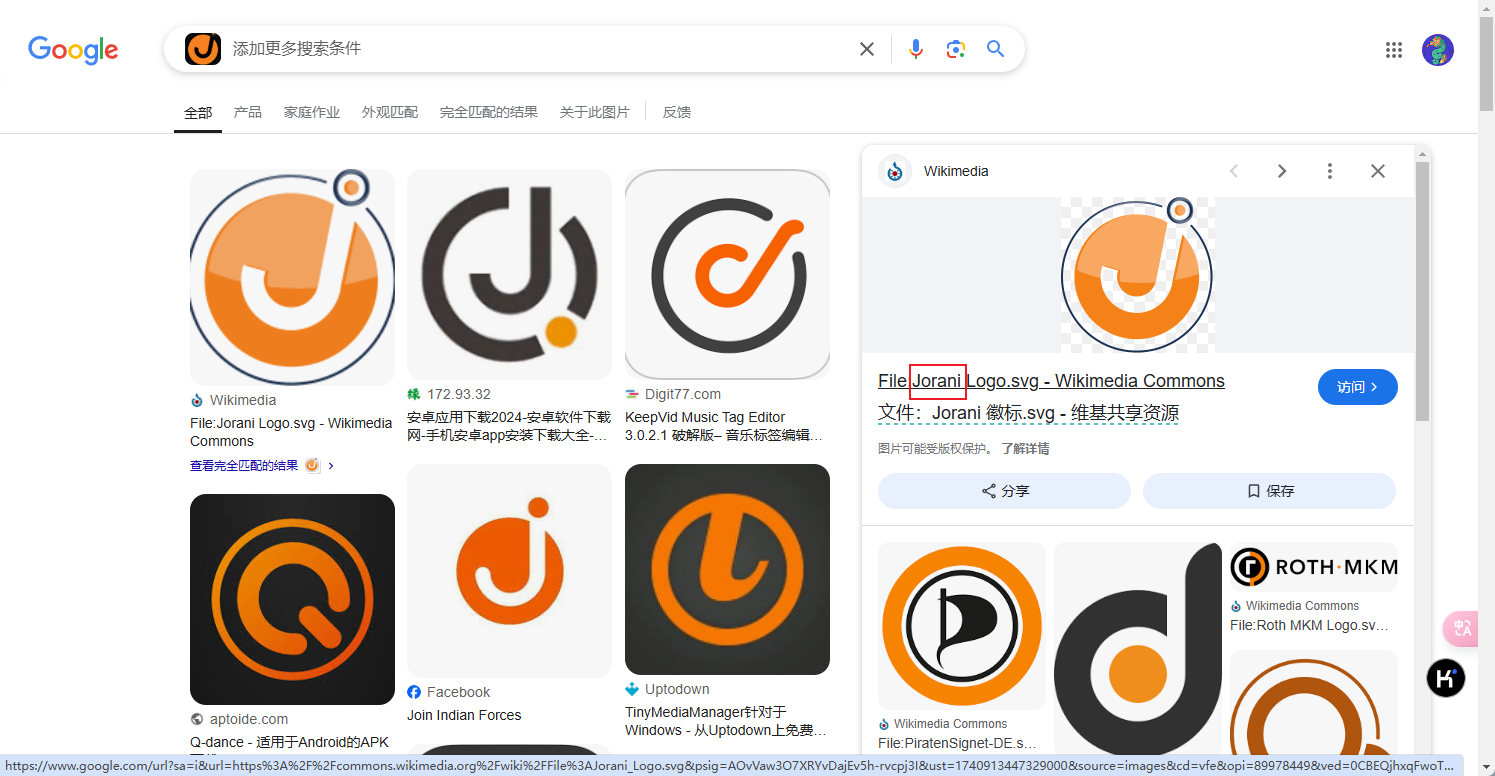 Google
添加更多搜索条件
全部
产品
家庭作业
外观匹配
完全匹配的结果
关于此图片
反馈
Wikimedia
File:Jorani Logo.svg - Wikimedia
Commons
查看完全匹配的结果
172.93.32
安卓应用下载2024-安卓软件下载
网-手机安卓app安装下载大全-...
Digit77.com
KeepVid Music Tag Editor
3.0.2.1 破解版– 音乐标签编辑...
aptoide.com
Q-dance - 适用于Android的APK
Facebook
Join Indian Forces
Uptodown
TinyMediaManager针对于
Windows - 从Uptodown上免费...
Wikimedia
File:Jorani Logo.svg - Wikimedia Commons
文件：Jorani 徽标.svg - 维基共享资源
访问
图片可能受版权保护。 了解详情
分享
保存
Wikimedia Commons
File:PiratenSignet-DE.s...
ROTH·MKM
Wikimedia Commons
File:Roth MKM Logo.sv...
https://www.google.com/url?sa=i&url=https%3A%2F%2Fcommons.wikimedia.org%2Fwiki%2FFile%3AJorani_Logo.svg&psig=AOvVaw3O7XRYvDajEv5h-rvcpj3I&ust=1740913447329000&source=images&cd=vfe&opi=89978449&ved=0CBEQjhxqFwoT...